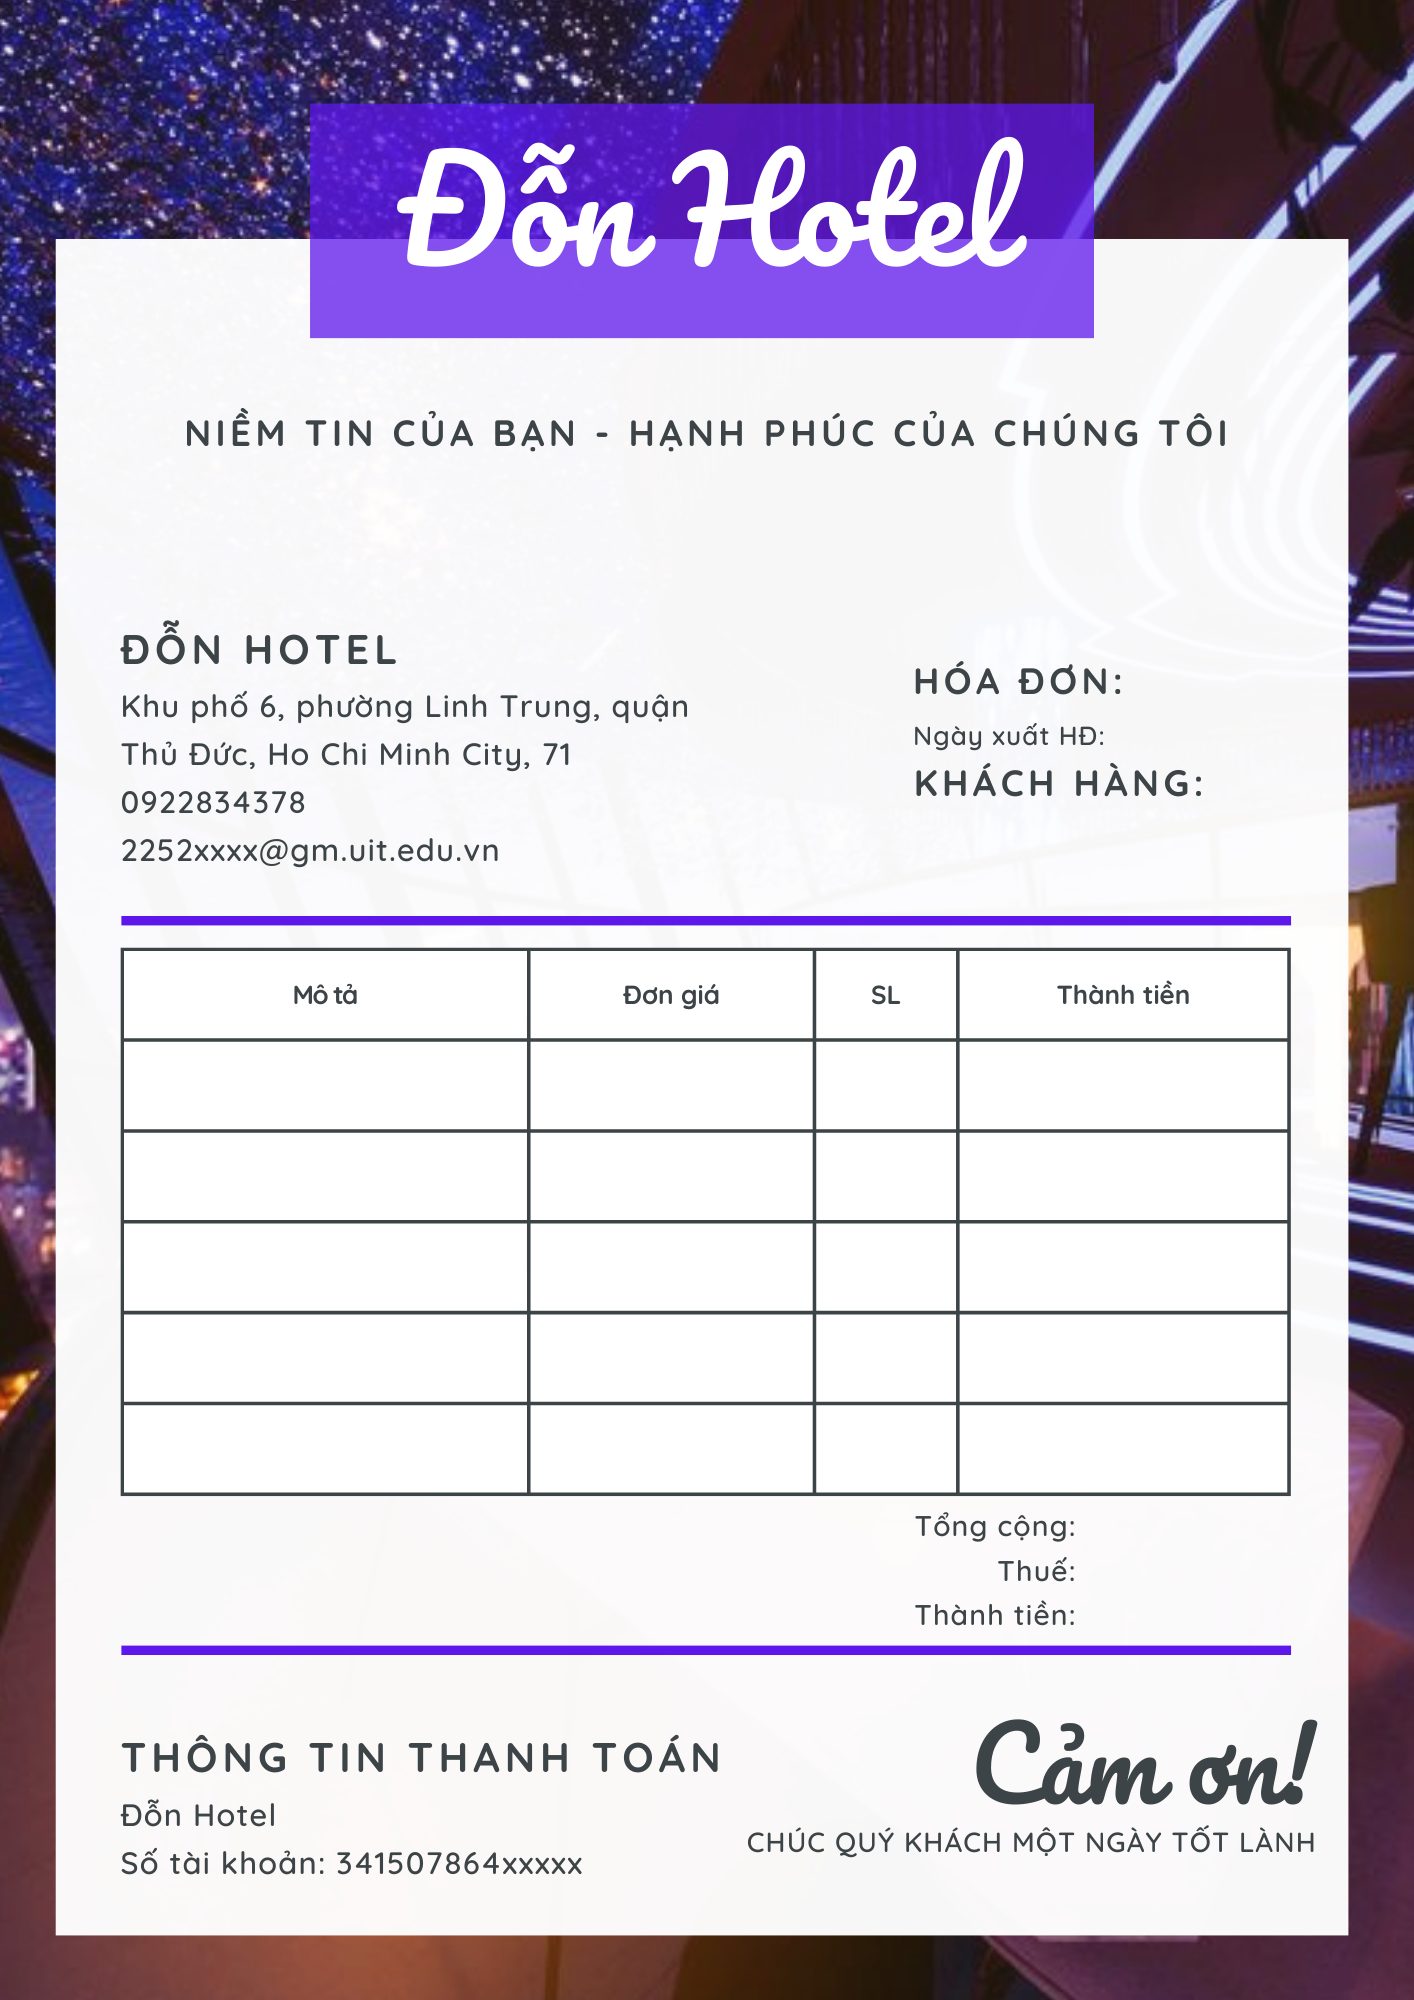 Đỗn Hotel
NIỀM TIN CỦA BẠN - HẠNH PHÚC CỦA CHÚNG TÔI
ĐỖN HOTEL
Khu phố 6, phường Linh Trung, quận
Thủ Đức, Ho Chi Minh City, 71
0922834378
2252xxxx@gm.uit.edu.vn
HÓA ĐƠN:
Ngày xuất HĐ:
KHÁCH HÀNG:
Mô tả Đơn giá SL Thành tiền
Tổng cộng:
Thuế:
Thành tiền:
THÔNG TIN THANH TOÁN
Đỗn Hotel
Số tài khoản: 341507864xxxxx
Cảm ơn!
CHÚC QUÝ KHÁCH MỘT NGÀY TỐT LÀNH